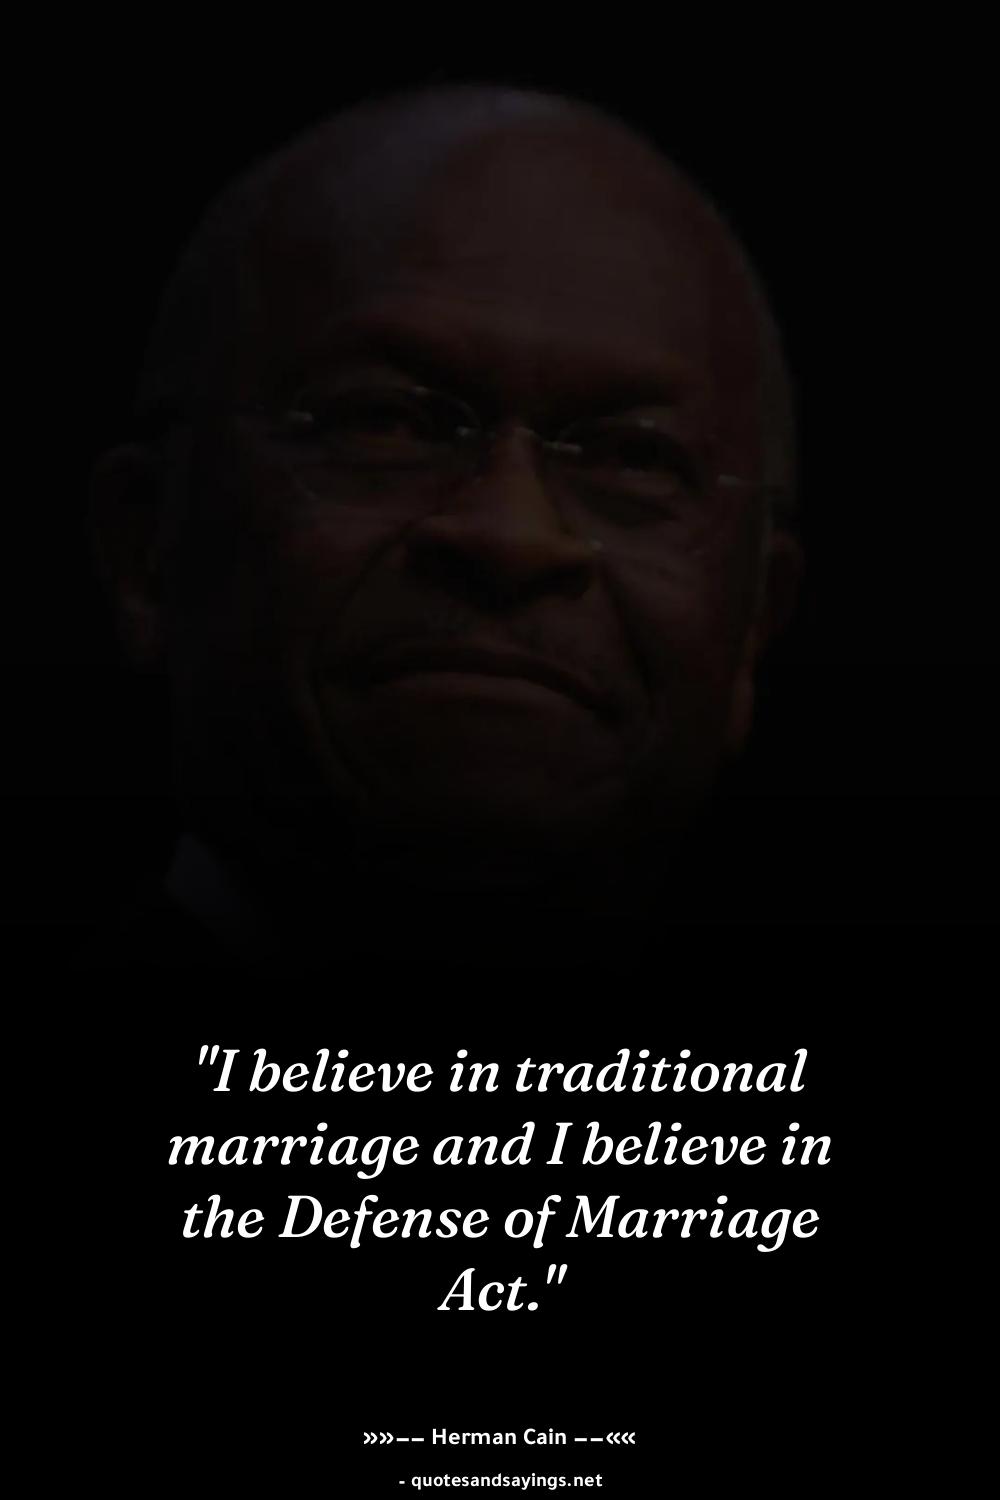 "I believe in traditional
marriage and I believe in
the Defense of Marriage
Act."
»»−− Herman Cain −−««
- quotesandsayings.net